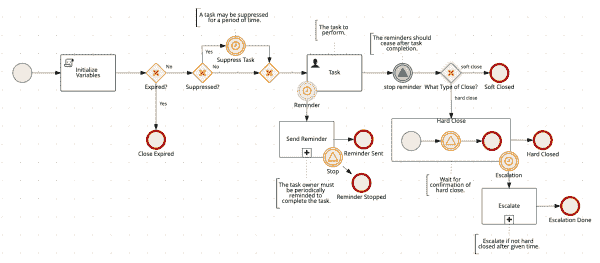 A task may be suppressed
for a period of time.
The task to
perform.
The reminders should
cease after task
completion.
Initialize
Variables
No
Expired?
Yes
Close Expired
Suppressed?
Yes
No
Suppress Task
Task
Reminder
stop reminder
What Type of Close?
soft close
Soft Closed
hard close
Send Reminder
Reminder Sent
Stop
Reminder Stopped
The task owner must
be periodically
reminded to
complete the task.
Hard Close
Hard Closed
Escalation
Wait for
confirmation of
hard close.
Escalate
Escalation Done
Escalate if not hard
closed after given time.